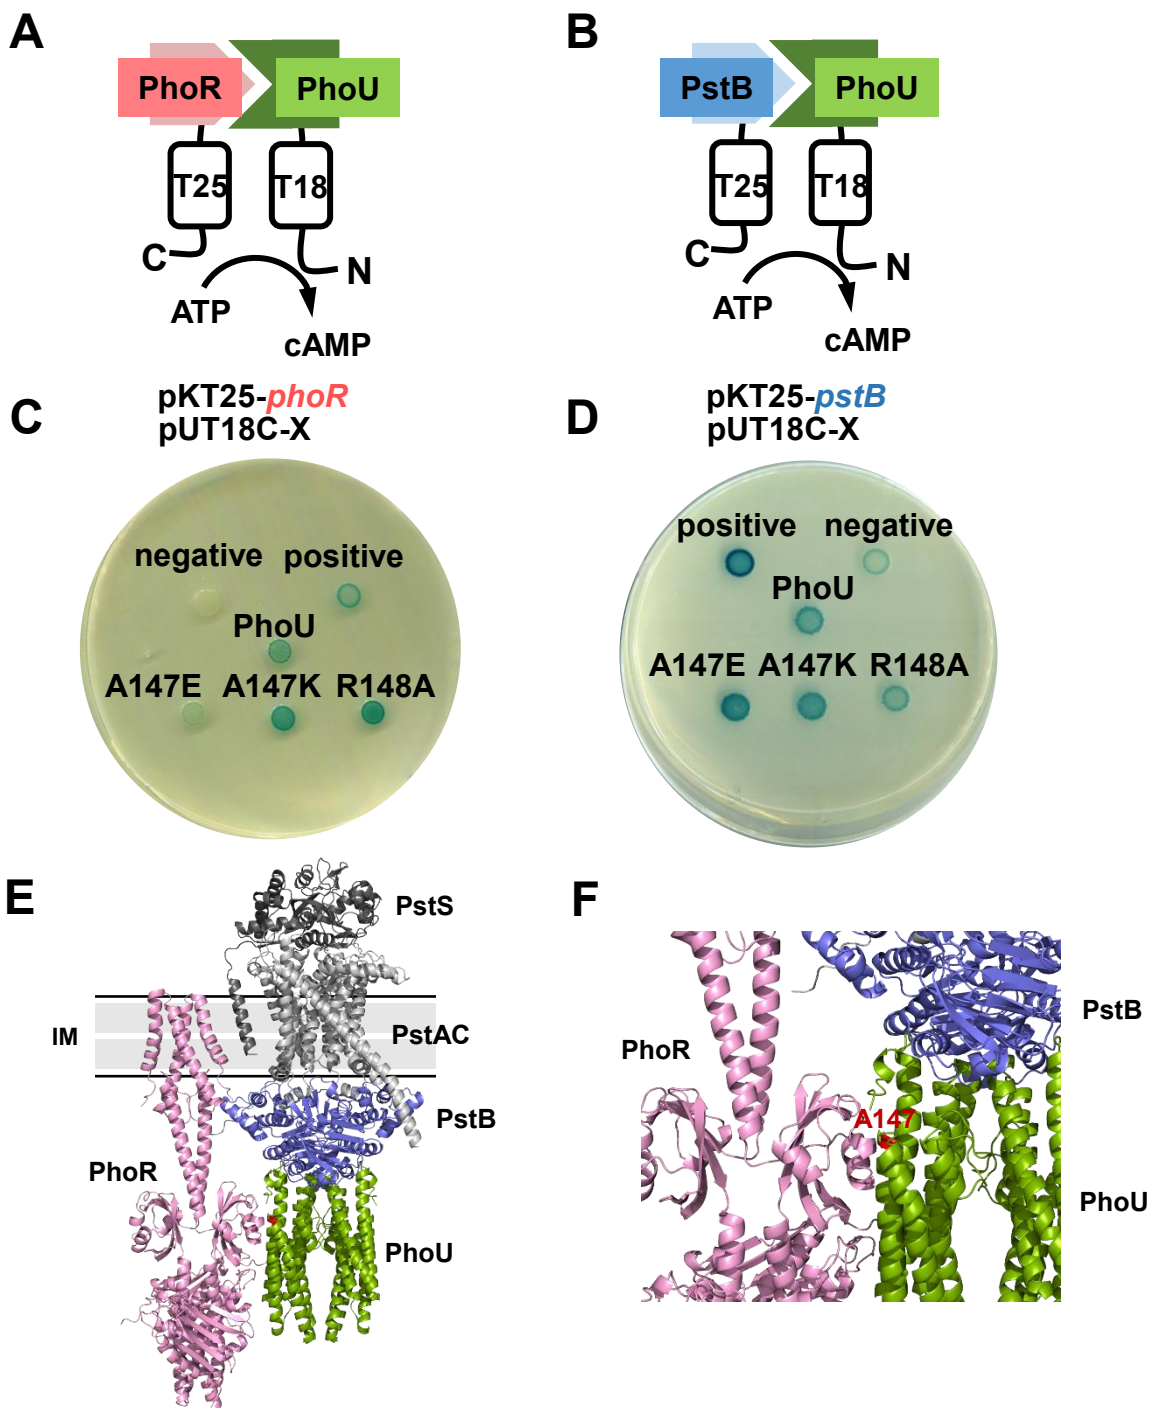 A
PhoR
PhoU
T25
T18
C
N
ATP
cAMP
B
PstB
PhoU
T25
T18
C
N
ATP
cAMP
C
pKT25-phoR
pUT18C-X
negative
positive
PhoU
A147E
A147K
R148A
D
pKT25-pstB
pUT18C-X
positive
negative
PhoU
A147E
A147K
R148A
E
PstS
IM
PstAC
PstB
PhoR
PhoU
F
PstB
PhoR
A147
PhoU